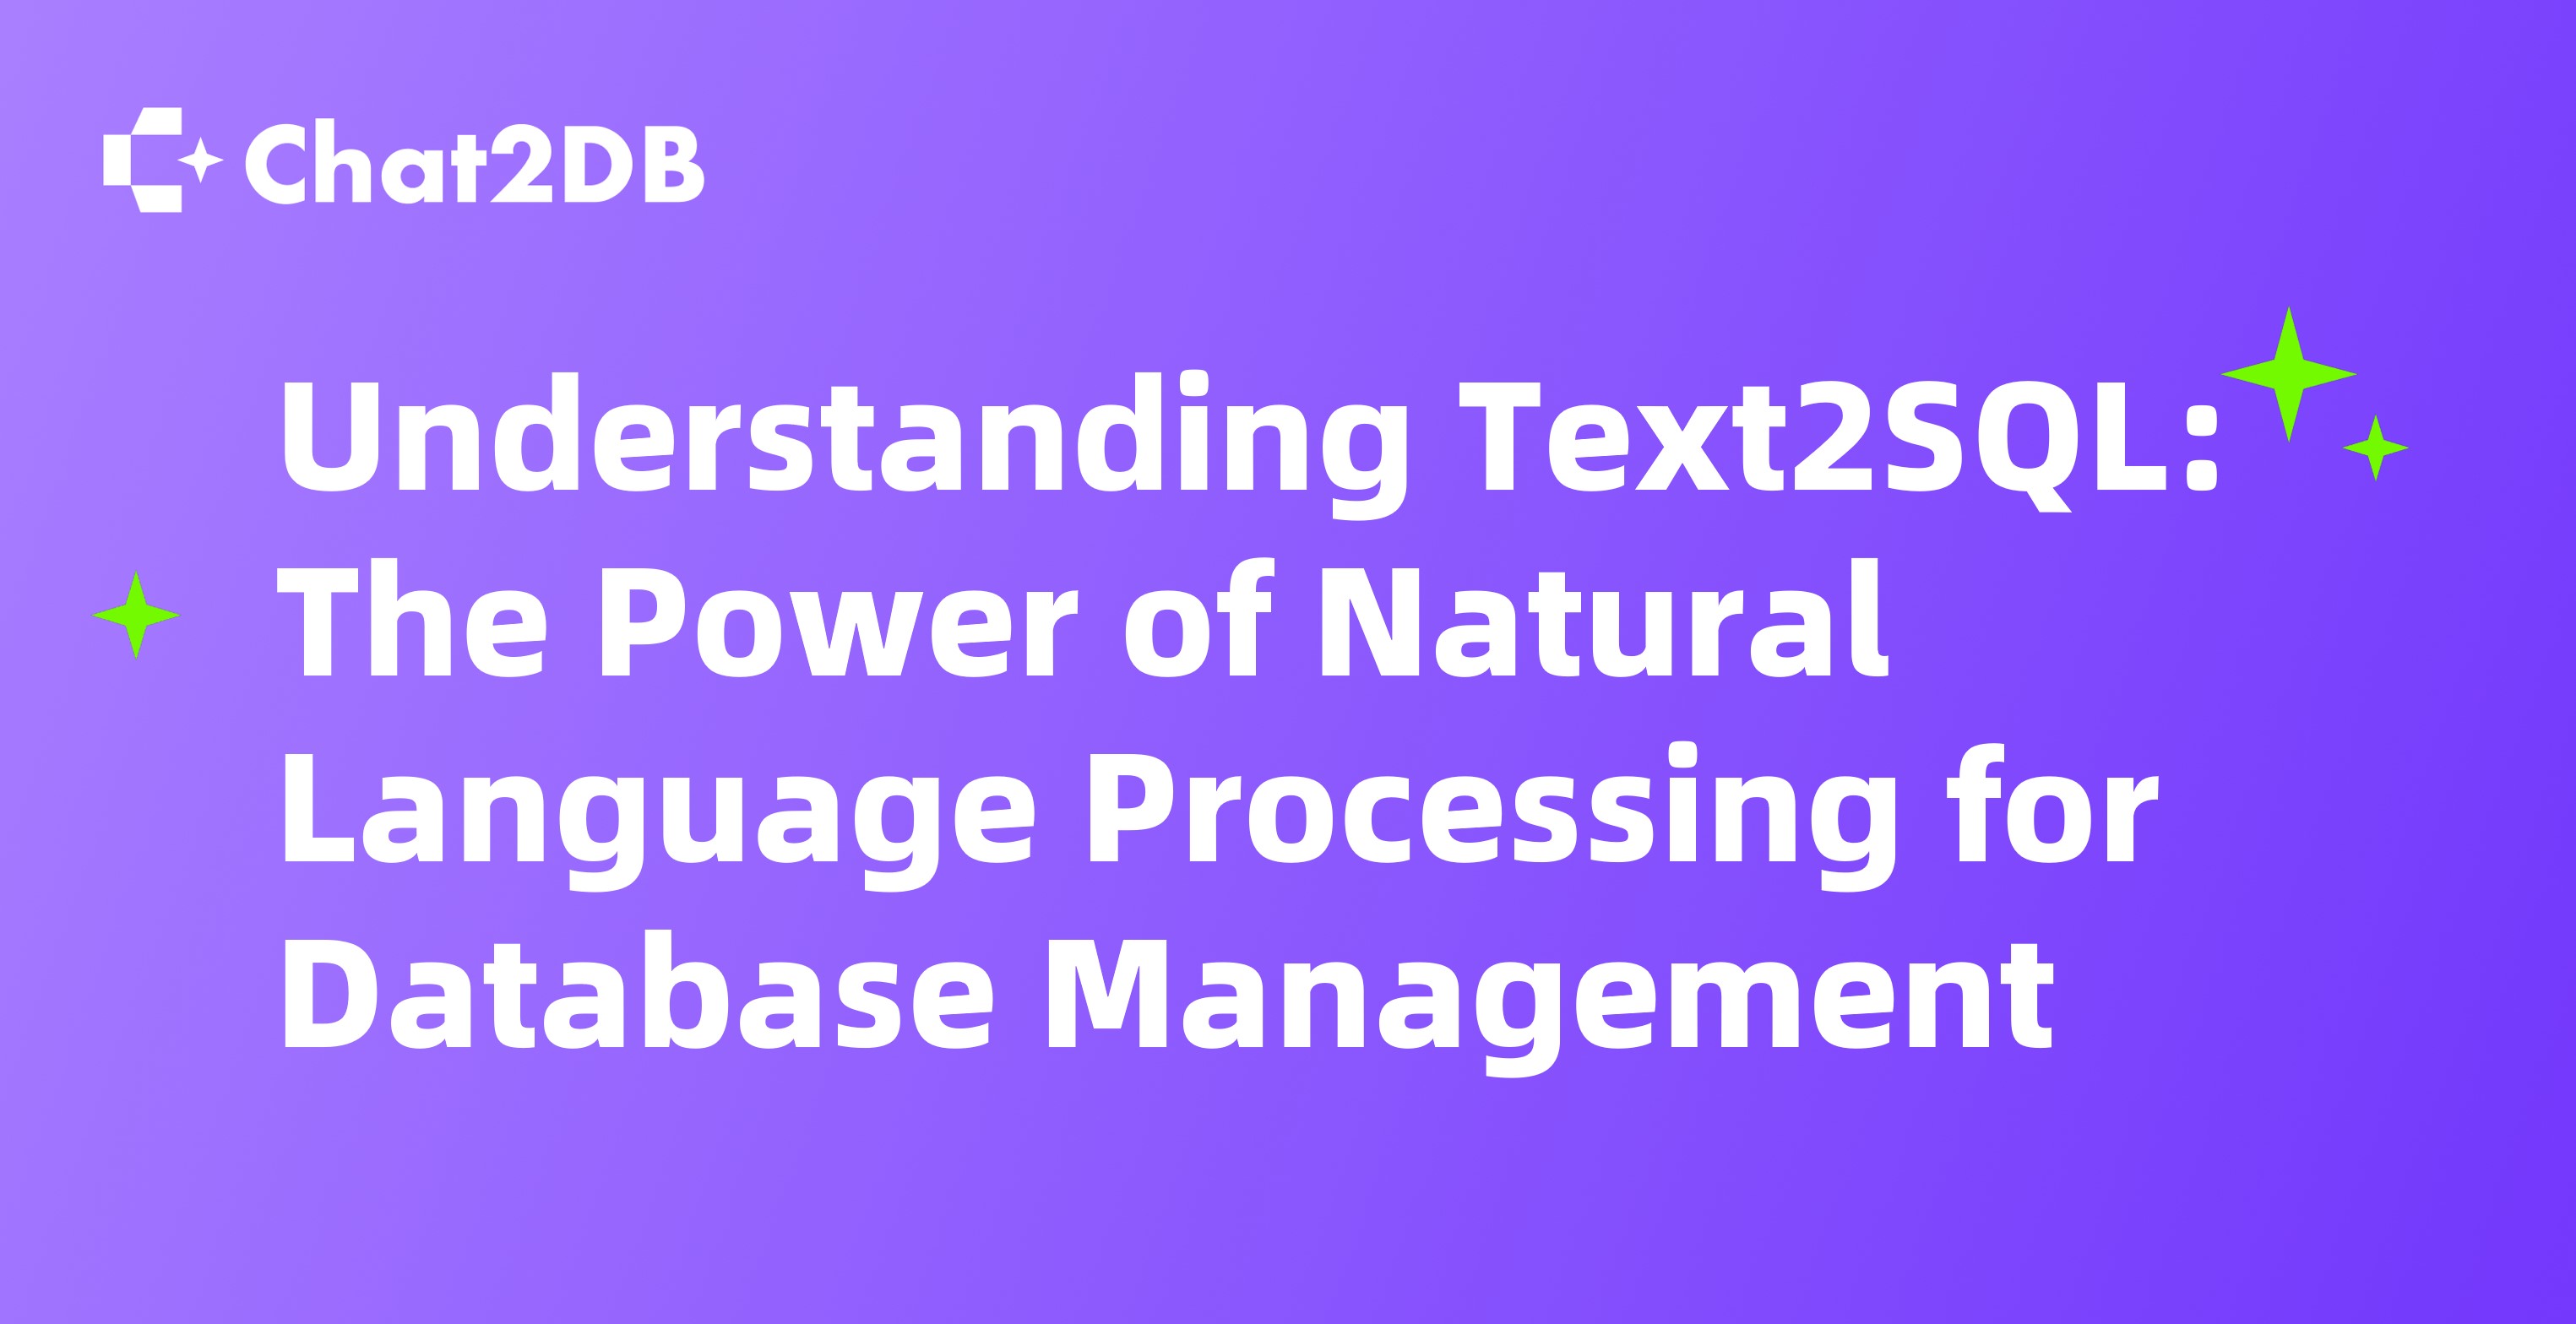 Chat2DB
Understanding Text2SQL:
The Power of Natural
Language Processing for
Database Management